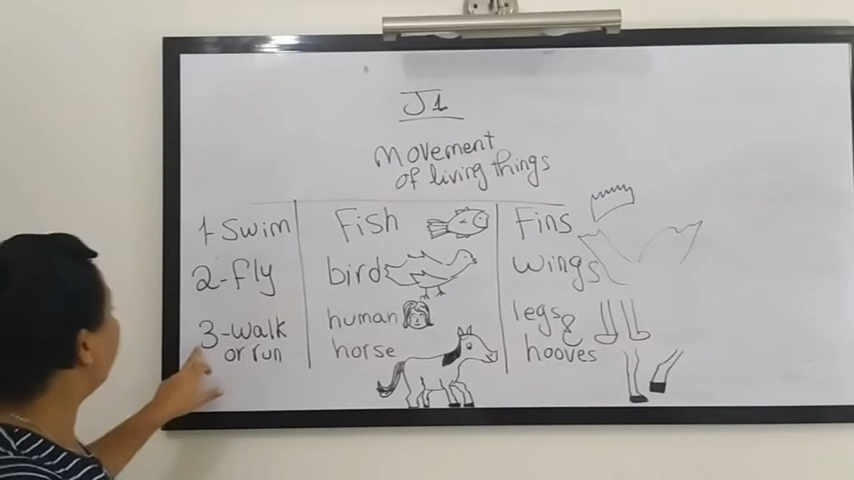 J1
Movement
of living things
1 Swim Fish Fins
2-Fly bird wings
3-walk human legs &
or run horse hooves